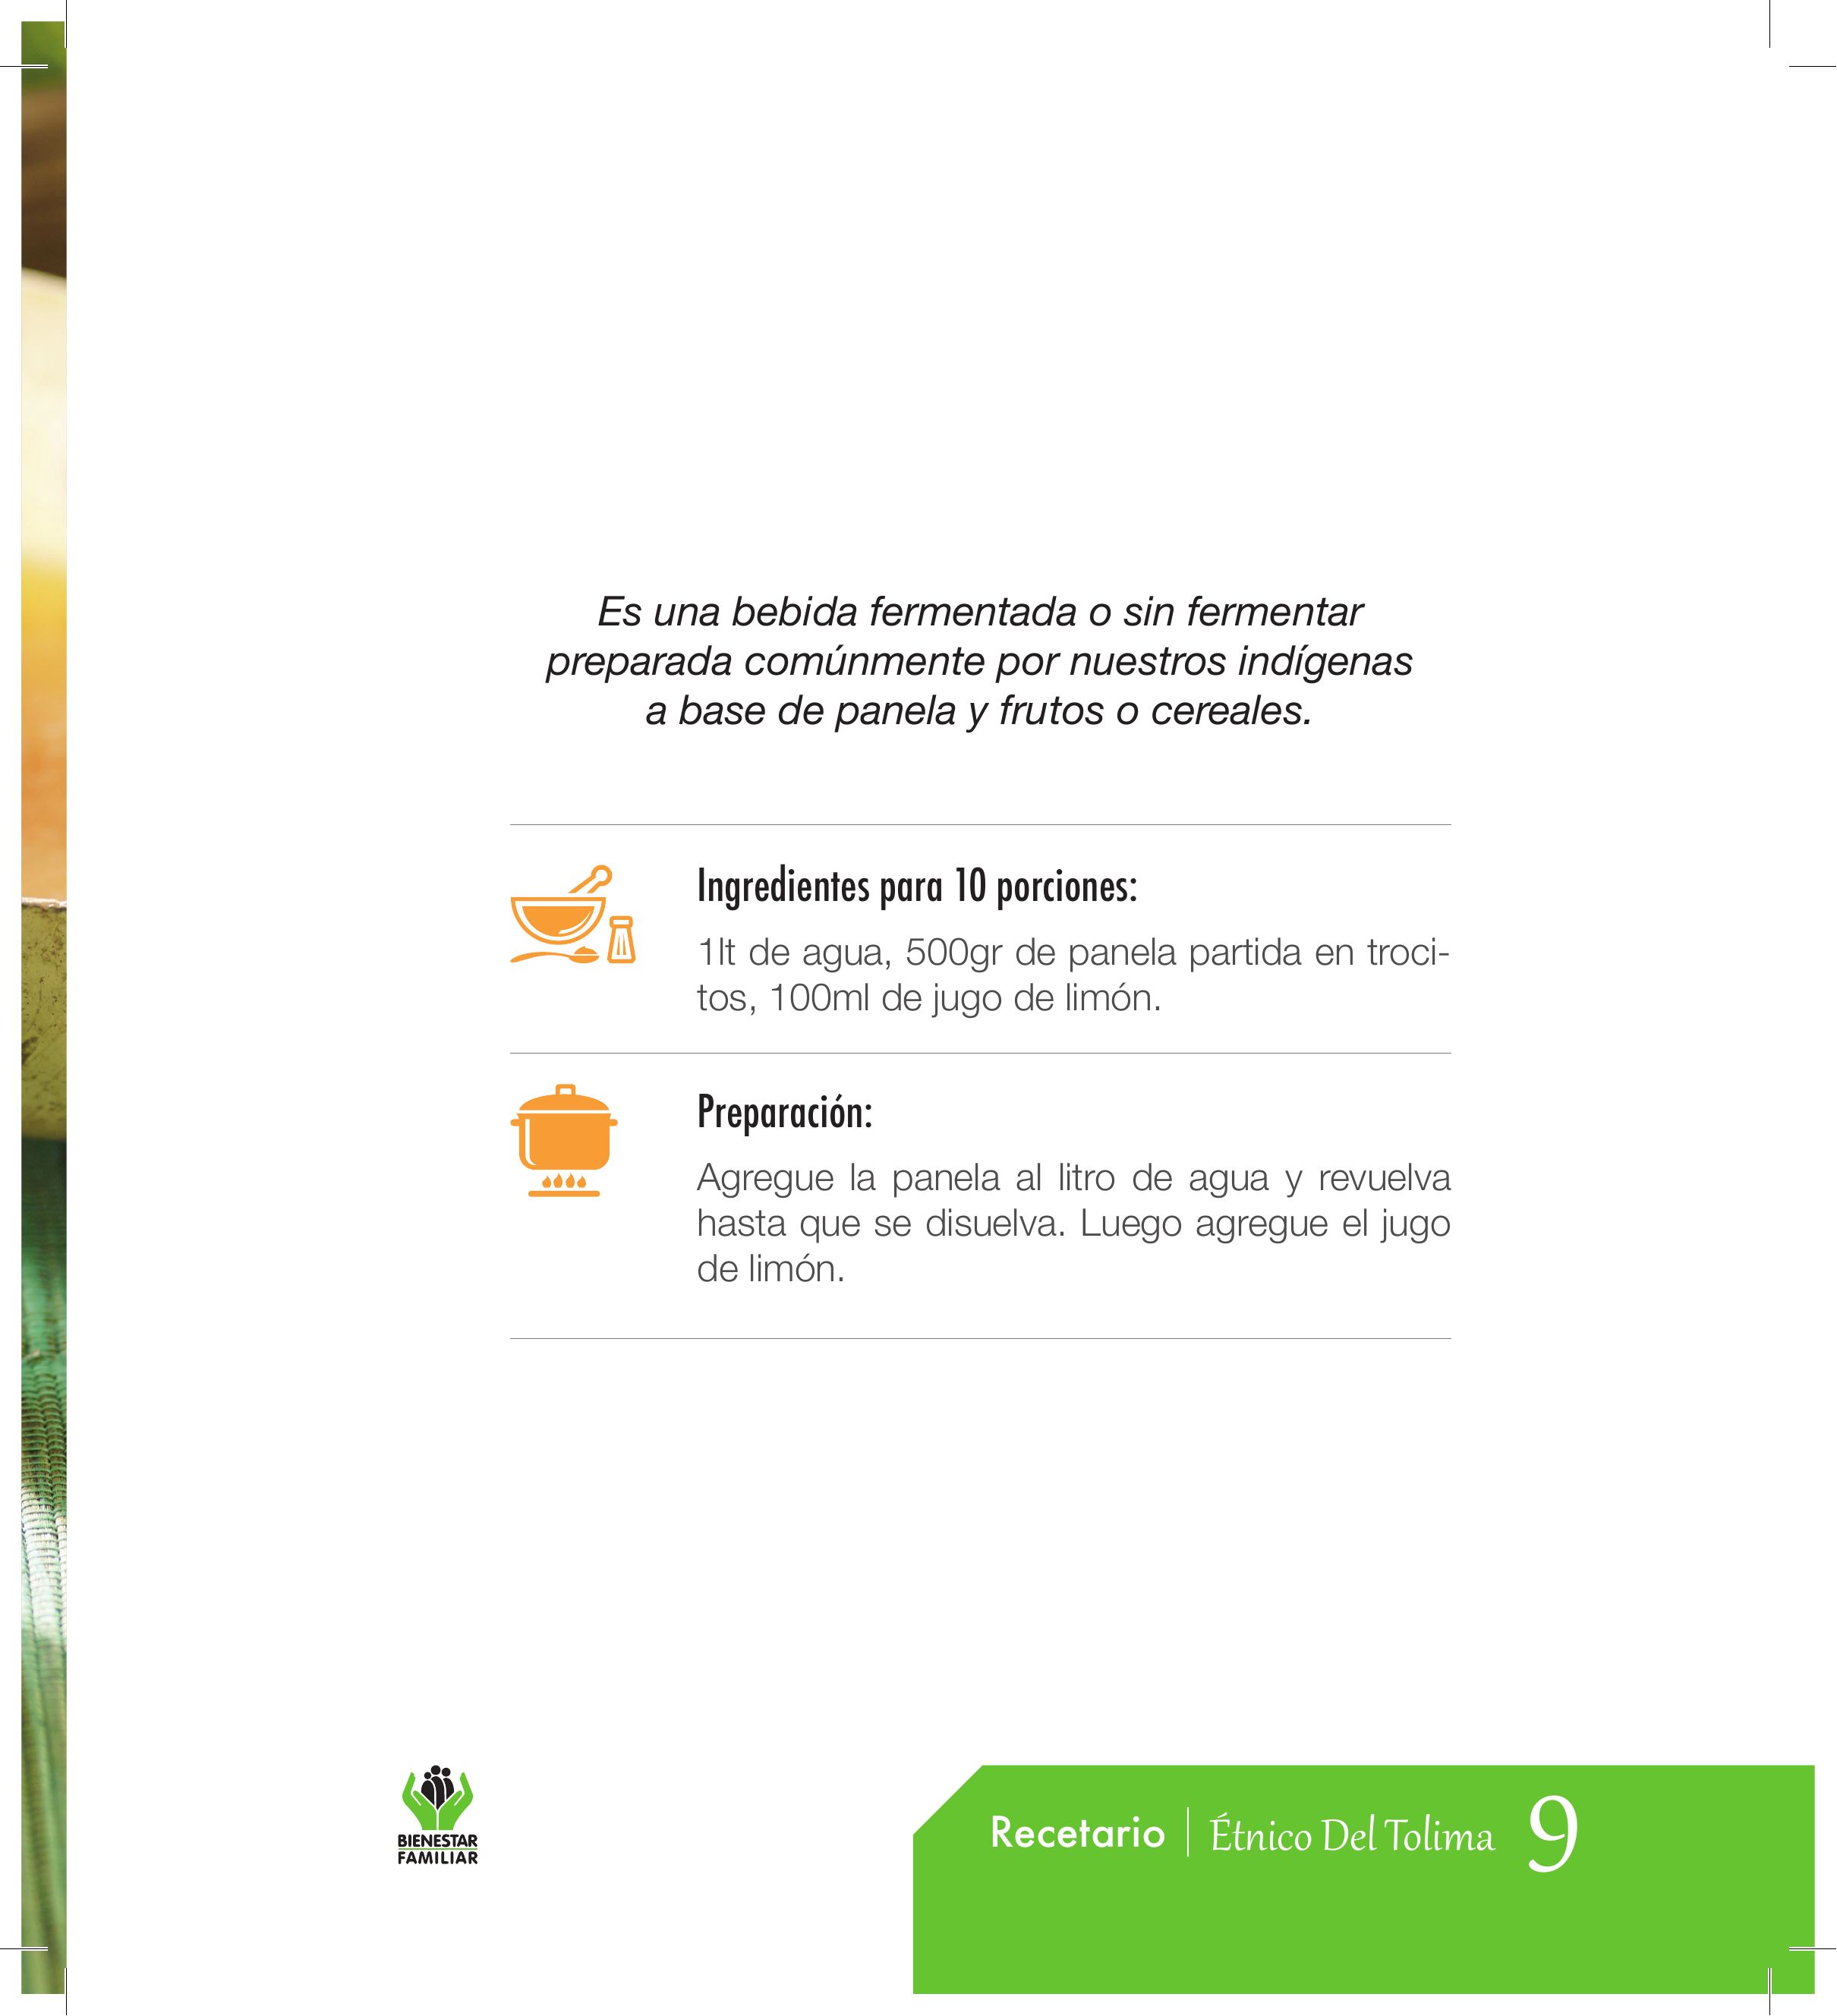 Es una bebida fermentada o sin fermentar
preparada comúnmente por nuestros indígenas
a base de panela y frutos o cereales.
Ingredientes para 10 porciones:
1lt de agua, 500gr de panela partida en troci-
tos, 100ml de jugo de limón.
Preparación:
Agregue la panela al litro de agua y revuelva
hasta que se disuelva. Luego agregue el jugo
de limón.
BIENESTAR
FAMILIAR
Recetario | Étnico Del Tolima 9